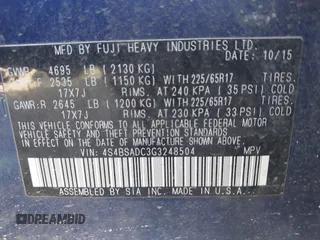 MFD BY FUJI HEAVY INDUSTRIES LTD.
10/15
GVWR 4695 LB (2130 KG)
GAWR:F 2535 LB (1150 KG) WITH 225/65R17 TIRES.
17X7J RIMS. AT 240 KPA (35 PSI) COLD
GAWR:R 2645 LB (1200 KG) WITH 225/65R17 TIRES.
17X7J RIMS. AT 230 KPA (33 PSI) COLD
THIS VEHICLE CONFORMS TO ALL APPLICABLE
FEDERAL MOTOR VEHICLE SAFETY AND
THEFT PREVENTION STANDARDS IN EFFECT ON THE
DATE OF MANUFACTURE SHOWN ABOVE.
VIN: 4S4BSADC3G3248504 MPV
ASSEMBLED BY SIA INC. MADE IN U.S.A.
DREAMBID